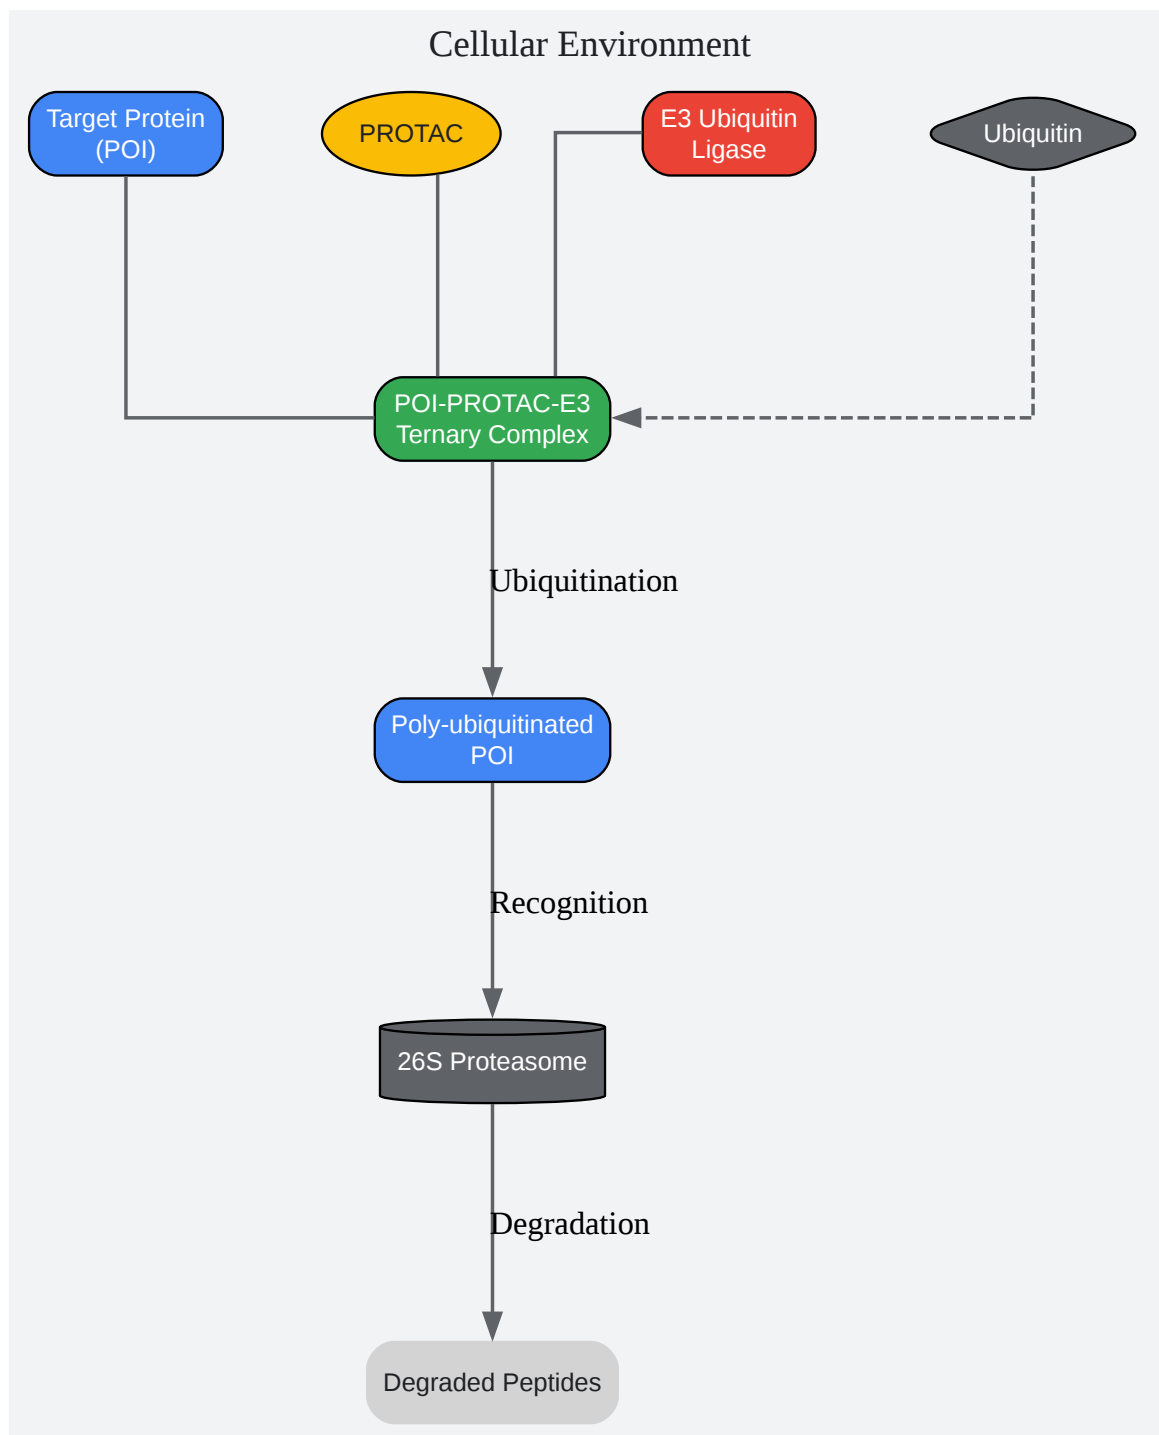 Cellular Environment
Target Protein
(POI)
PROTAC
E3 Ubiquitin
Ligase
Ubiquitin
POI-PROTAC-E3
Ternary Complex
Ubiquitination
Poly-ubiquitinated
POI
Recognition
26S Proteasome
Degradation
Degraded Peptides